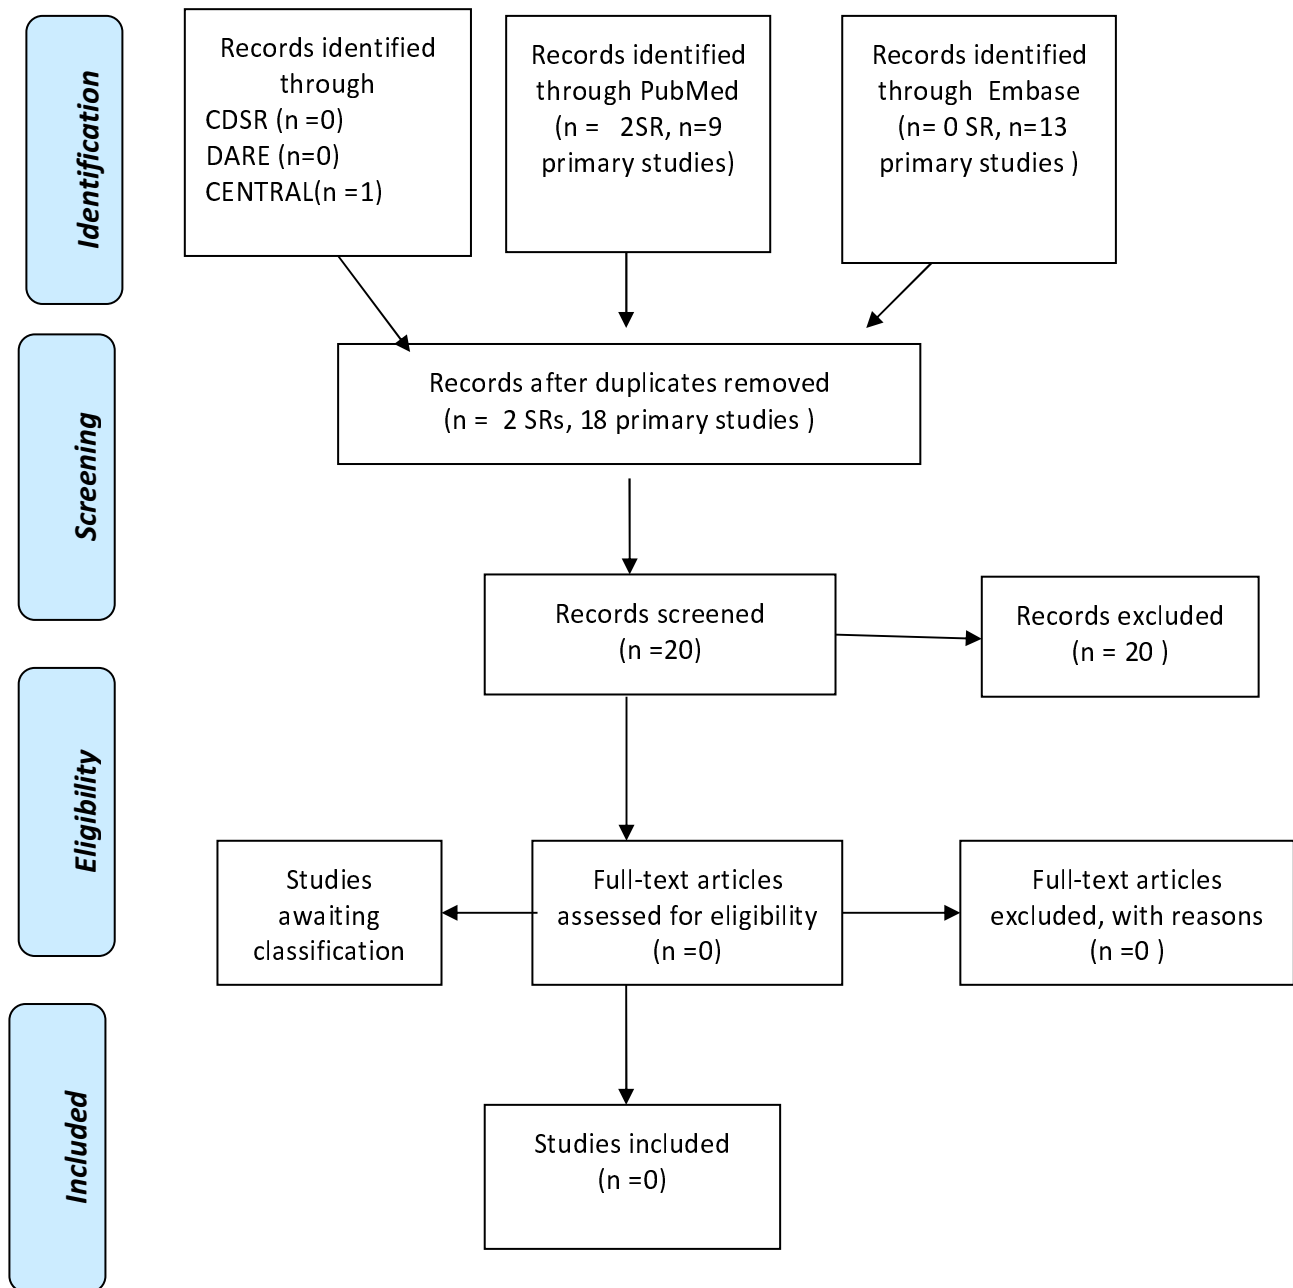 Identification
Records identified
through
CDSR (n =0)
DARE (n=0)
CENTRAL(n =1)
Records identified
through PubMed
(n =   2SR, n=9
primary studies)
Records identified
through  Embase
(n= 0 SR, n=13
primary studies )
Screening
Records after duplicates removed
(n =  2 SRs, 18 primary studies )
Records screened
(n =20)
Records excluded
(n = 20 )
Eligibility
Studies
awaiting
classification
Full-text articles
assessed for eligibility
(n =0)
Full-text articles
excluded, with reasons
(n =0 )
Included
Studies included
(n =0)